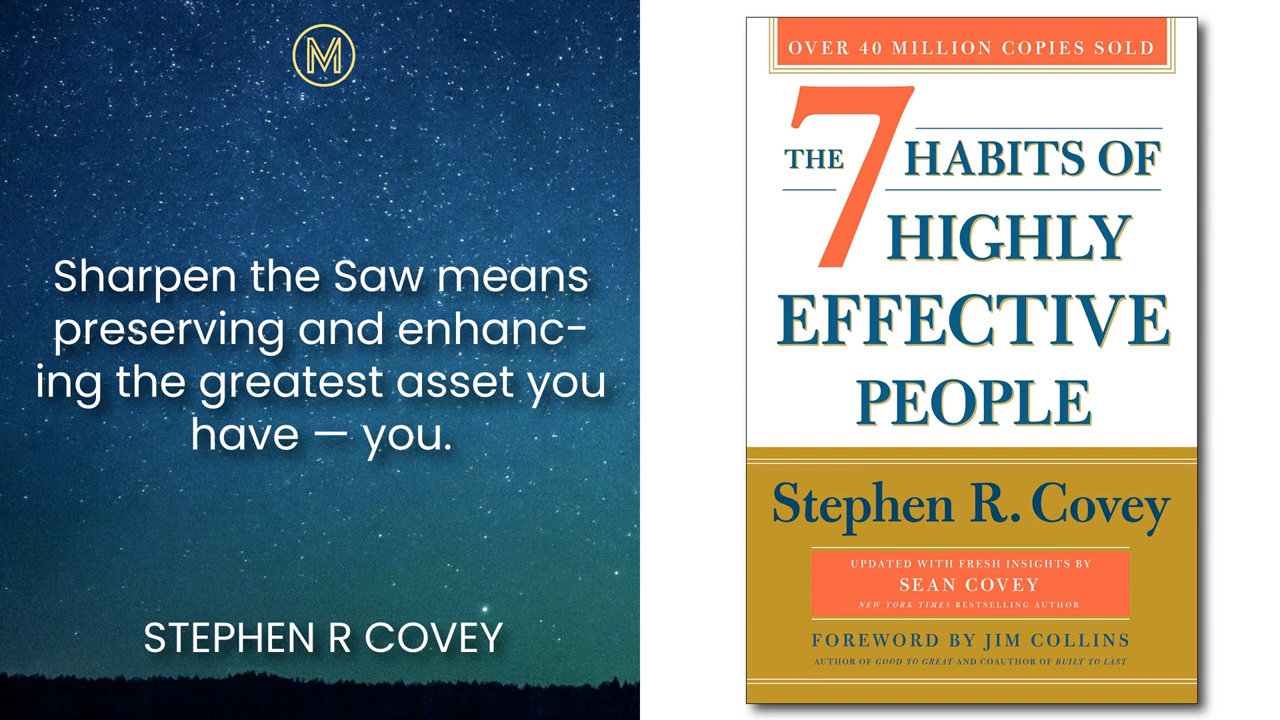 M
Sharpen the Saw means
preserving and enhanc-
ing the greatest asset you
have — you.
STEPHEN R COVEY
OVER 40 MILLION COPIES SOLD
THE 7 HABITS OF
HIGHLY
EFFECTIVE
PEOPLE
Stephen R. Covey
UPDATED WITH FRESH INSIGHTS BY
SEAN COVEY
NEW YORK TIMES BESTSELLING AUTHOR
FOREWORD BY JIM COLLINS
AUTHOR OF GOOD TO GREAT AND COAUTHOR OF BUILT TO LAST